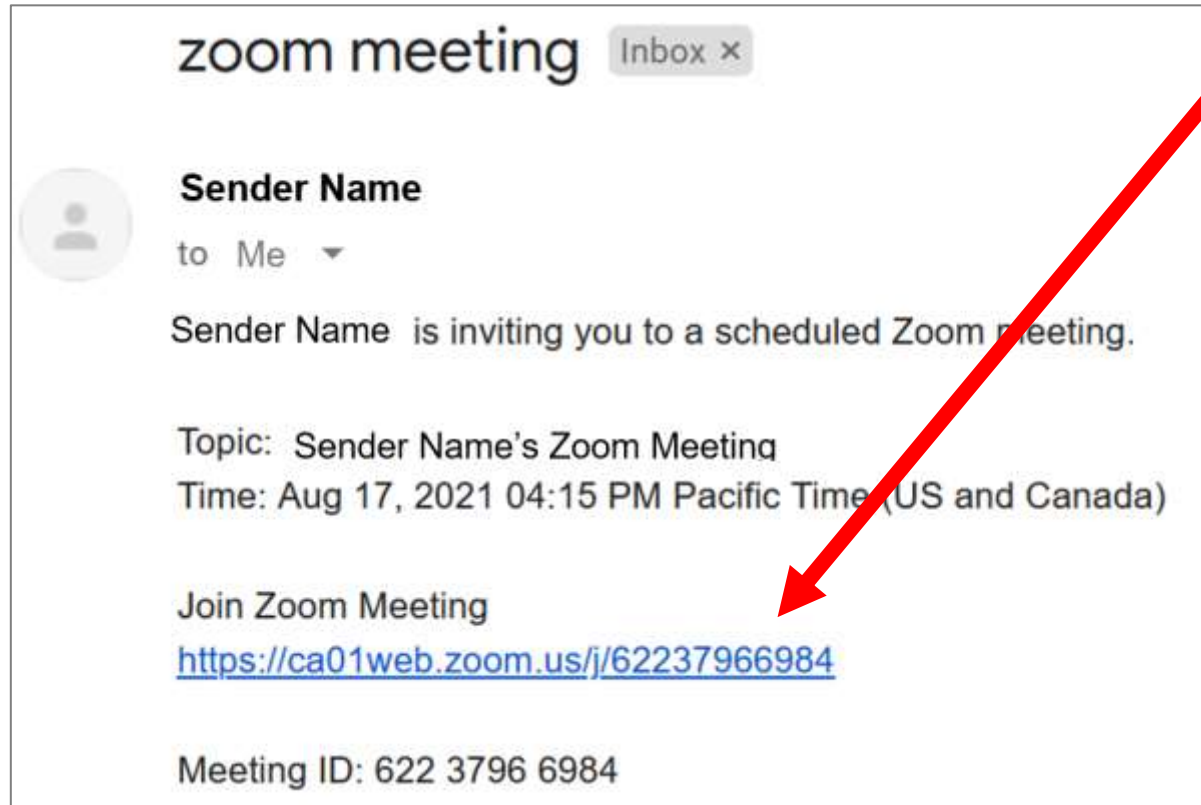 zoom meeting Inbox ×
Sender Name
to Me
Sender Name is inviting you to a scheduled Zoom meeting.
Topic: Sender Name's Zoom Meeting
Time: Aug 17, 2021 04:15 PM Pacific Time (US and Canada)
Join Zoom Meeting
https://ca01web.zoom.us/j/62237966984
Meeting ID: 622 3796 6984